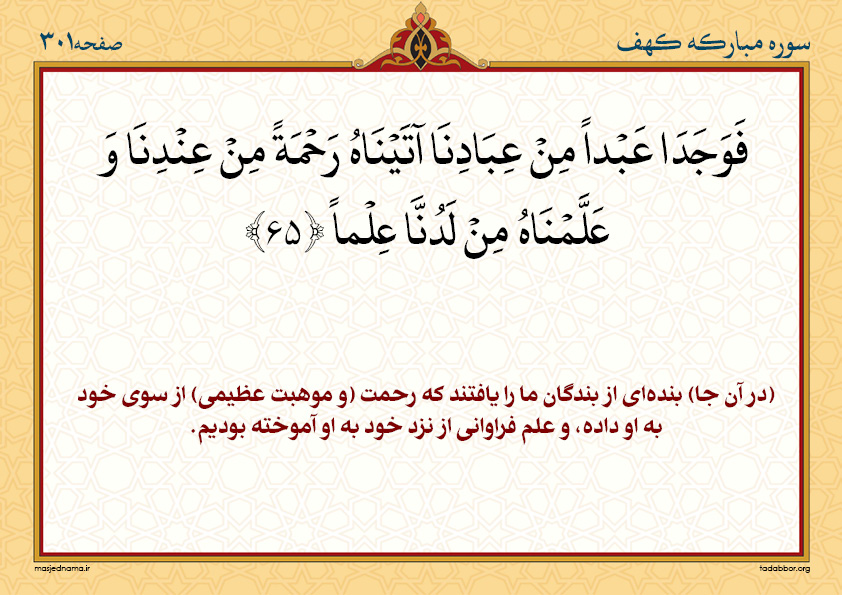 سوره مبارکه کهف
صفحه ۳۰۱
فَوَجَدَا عَبْداً مِنْ عِبَادِنَا آتَيْنَاهُ رَحْمَةً مِنْ عِنْدِنَا وَ
عَلَّمْنَاهُ مِنْ لَدُنَّا عِلْماً ﴿۶۵﴾
(در آن جا) بنده‌ای از بندگان ما را یافتند که رحمت (و موهبت عظیمی) از سوی خود
به او داده، و علم فراوانی از نزد خود به او آموخته بودیم.
masjednama.ir
tadabbor.org